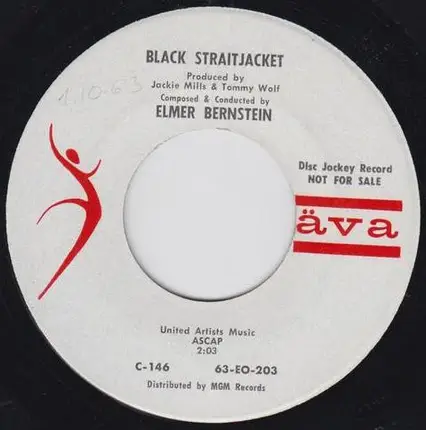 BLACK STRAITJACKET
Produced by
Jackie Mills & Tommy Wolf
Composed & Conducted by
ELMER BERNSTEIN
1.10-63
Disc Jockey Record
NOT FOR SALE
äva
United Artists Music
ASCAP
2:03
C-146 63-EO-203
Distributed by MGM Records